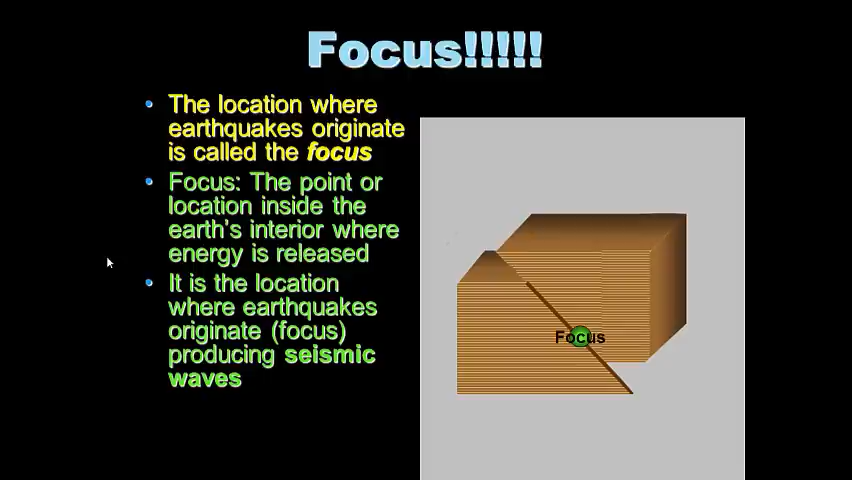 Focus!!!!!
• The location where
earthquakes originate
is called the focus
• Focus: The point or
location inside the
earth's interior where
energy is released
• It is the location
where earthquakes
originate (focus)
producing seismic
waves
Focus